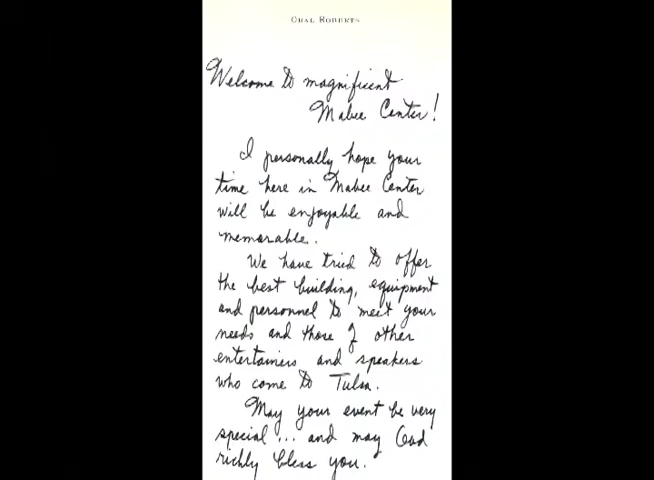 ORAL ROBERTS
Welcome to magnificent
Mabee Center!
I personally hope your
time here in Mabee Center
will be enjoyable and
memorable.
We have tried to offer
the best building, equipment
and personnel to meet your
needs and those of other
entertainers and speakers
who come to Tulsa.
May your event be very
special... and may God
richly bless you.